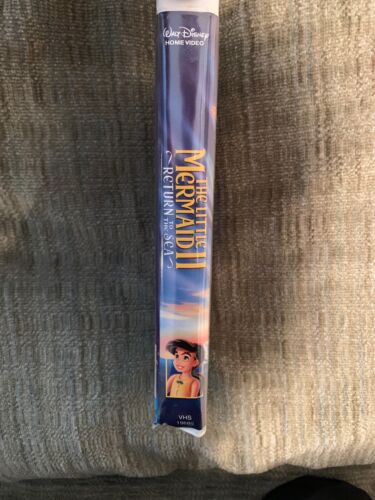 Walt Disney
HOME VIDEO
THE LITTLE
MERMAID II
RETURN TO THE SEA
VHS